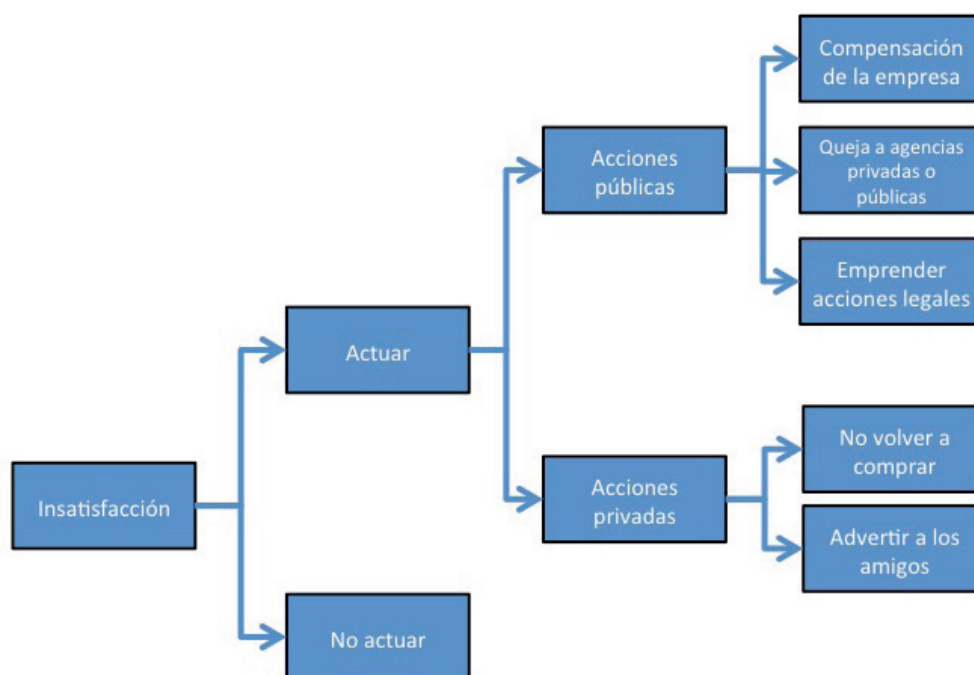 Compensación
de la empresa
Acciones
públicas
Queja a agencias
privadas o
públicas
Emprender
acciones legales
Actuar
No volver a
comprar
Insatisfacción
Acciones
privadas
Advertir a los
amigos
No actuar